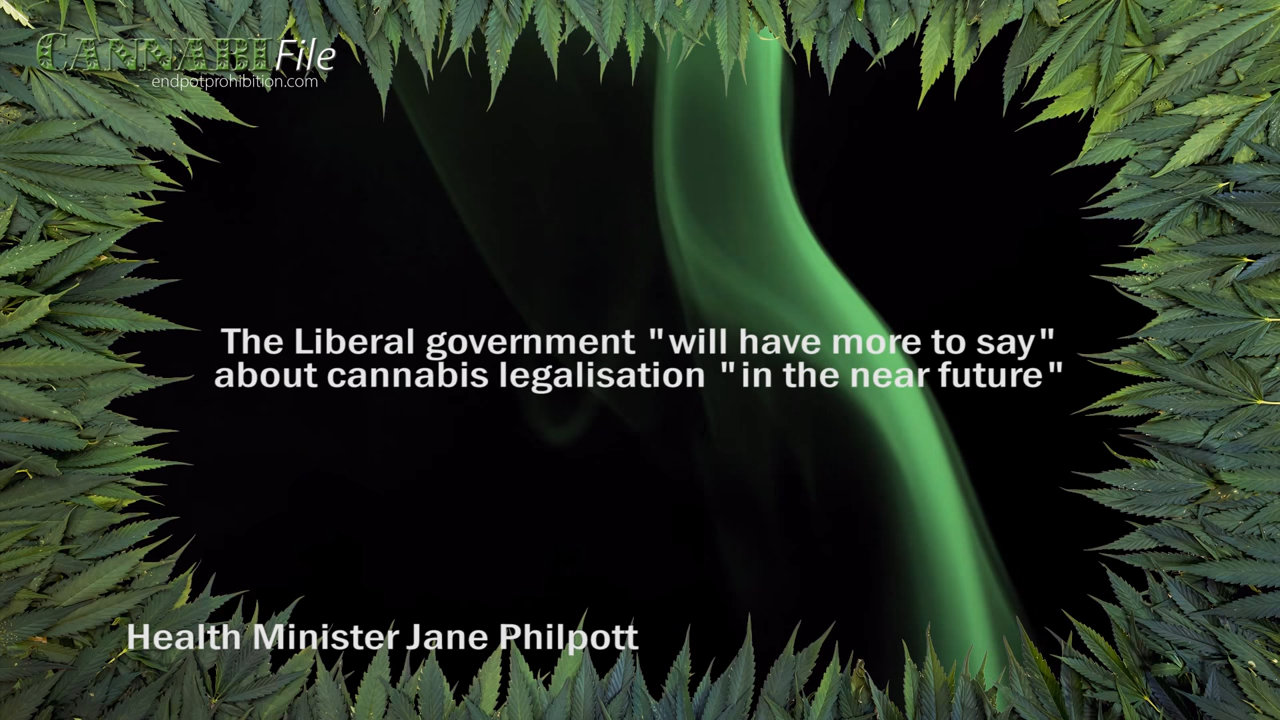 CANNABIFile
endpotprohibition.com
The Liberal government "will have more to say"
about cannabis legalisation "in the near future"
Health Minister Jane Philpott